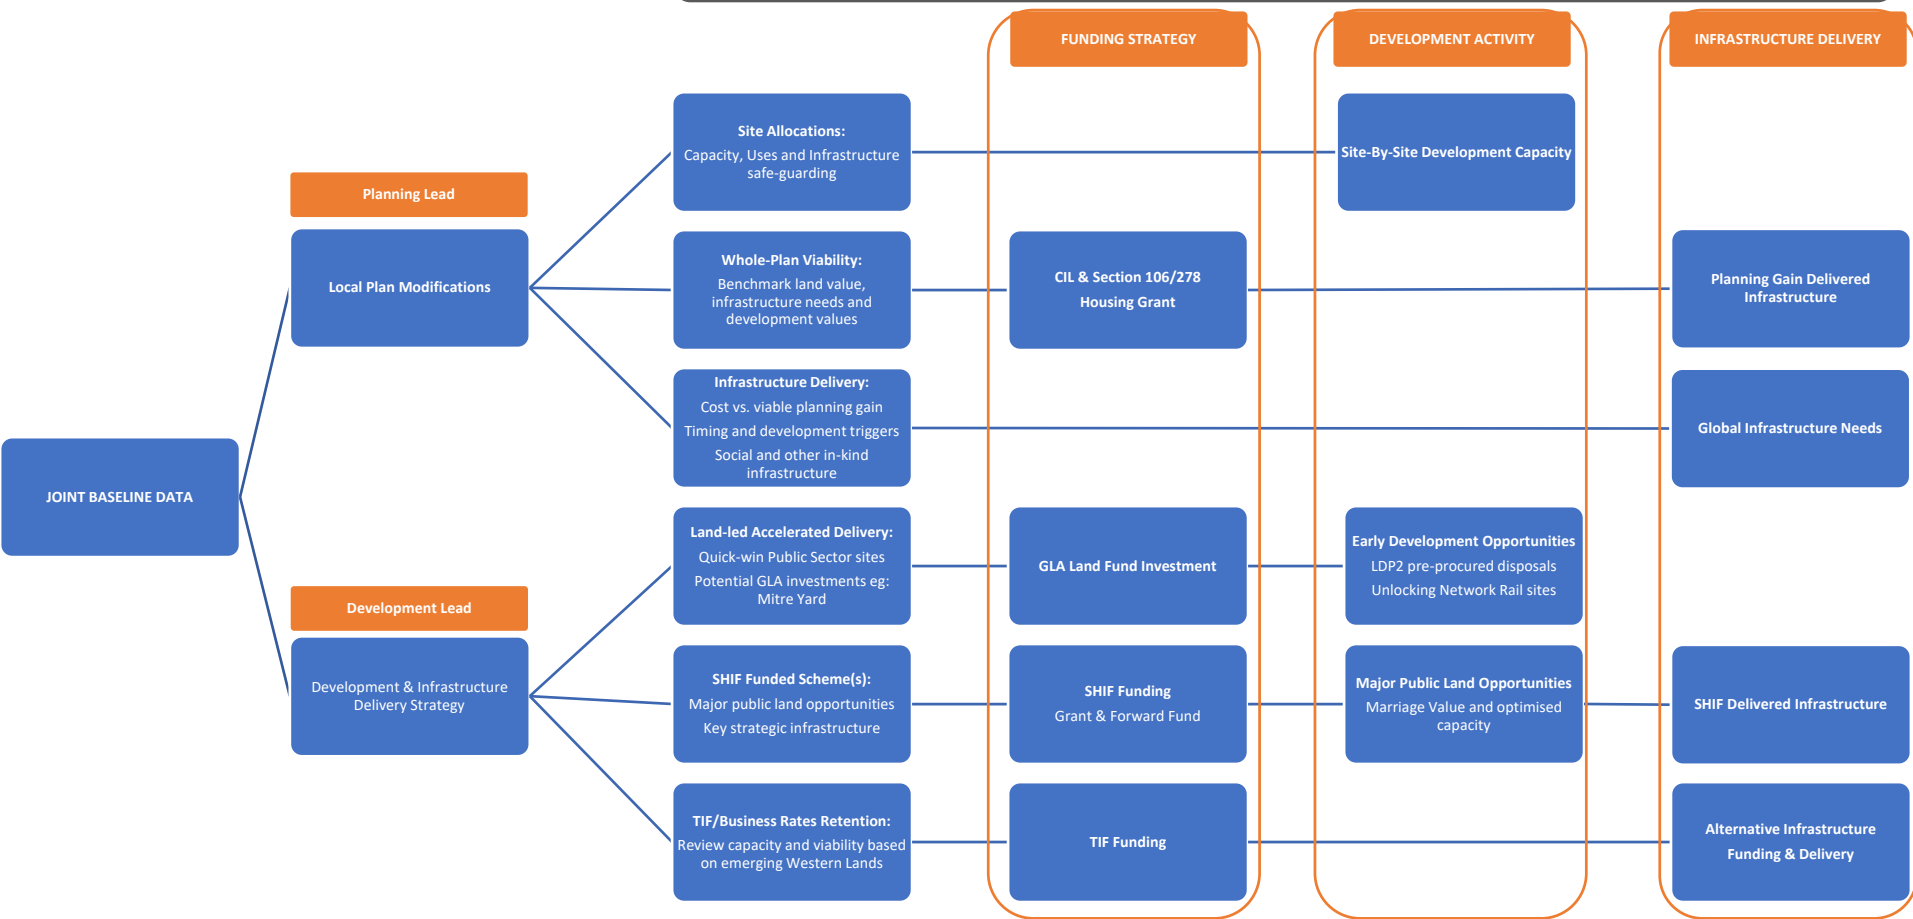 FUNDING STRATEGY
DEVELOPMENT ACTIVITY
INFRASTRUCTURE DELIVERY
Site Allocations:
Capacity, Uses and Infrastructure
safe-guarding
Site-By-Site Development Capacity
Planning Lead
Local Plan Modifications
Whole-Plan Viability:
Benchmark land value,
infrastructure needs and
development values
CIL & Section 106/278
Housing Grant
Planning Gain Delivered
Infrastructure
Infrastructure Delivery:
Cost vs. viable planning gain
Timing and development triggers
Social and other in-kind
infrastructure
Global Infrastructure Needs
JOINT BASELINE DATA
Land-led Accelerated Delivery:
Quick-win Public Sector sites
Potential GLA investments eg:
Mitre Yard
GLA Land Fund Investment
Early Development Opportunities
LDP2 pre-procured disposals
Unlocking Network Rail sites
Development Lead
Development & Infrastructure
Delivery Strategy
SHIF Funded Scheme(s):
Major public land opportunities
Key strategic infrastructure
SHIF Funding
Grant & Forward Fund
Major Public Land Opportunities
Marriage Value and optimised
capacity
SHIF Delivered Infrastructure
TIF/Business Rates Retention:
Review capacity and viability based
on emerging Western Lands
TIF Funding
Alternative Infrastructure
Funding & Delivery